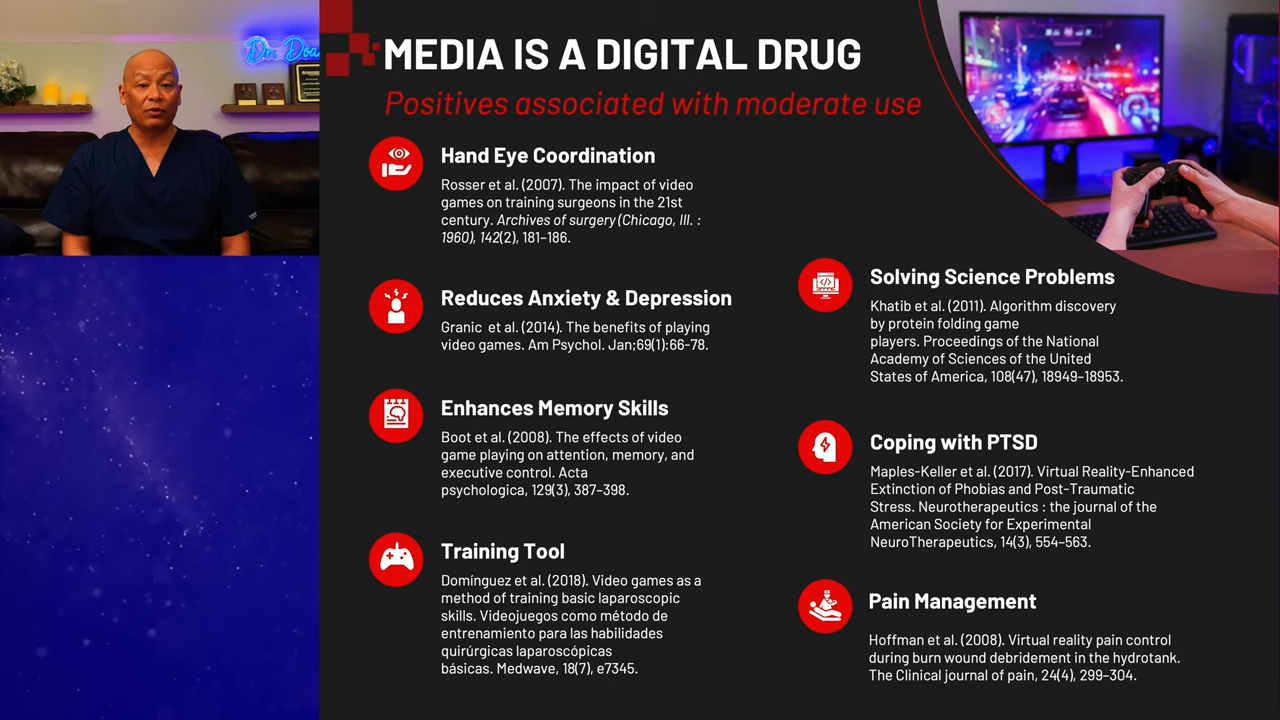 Dr. Doa
MEDIA IS A DIGITAL DRUG
Positives associated with moderate use
Hand Eye Coordination
Rosser et al. (2007). The impact of video
games on training surgeons in the 21st
century. Archives of surgery (Chicago, Ill. :
1960), 142(2), 181–186.
Reduces Anxiety & Depression
Granic  et al. (2014). The benefits of playing
video games. Am Psychol. Jan;69(1):66-78.
Enhances Memory Skills
Boot et al. (2008). The effects of video
game playing on attention, memory, and
executive control. Acta
psychologica, 129(3), 387–398.
Training Tool
Domínguez et al. (2018). Video games as a
method of training basic laparoscopic
skills. Videojuegos como método de
entrenamiento para las habilidades
quirúrgicas laparoscópicas
básicas. Medwave, 18(7), e7345.
Solving Science Problems
Khatib et al. (2011). Algorithm discovery
by protein folding game
players. Proceedings of the National
Academy of Sciences of the United
States of America, 108(47), 18949–18953.
Coping with PTSD
Maples-Keller et al. (2017). Virtual Reality-Enhanced
Extinction of Phobias and Post-Traumatic
Stress. Neurotherapeutics : the journal of the
American Society for Experimental
NeuroTherapeutics, 14(3), 554–563.
Pain Management
Hoffman et al. (2008). Virtual reality pain control
during burn wound debridement in the hydrotank.
The Clinical journal of pain, 24(4), 299–304.